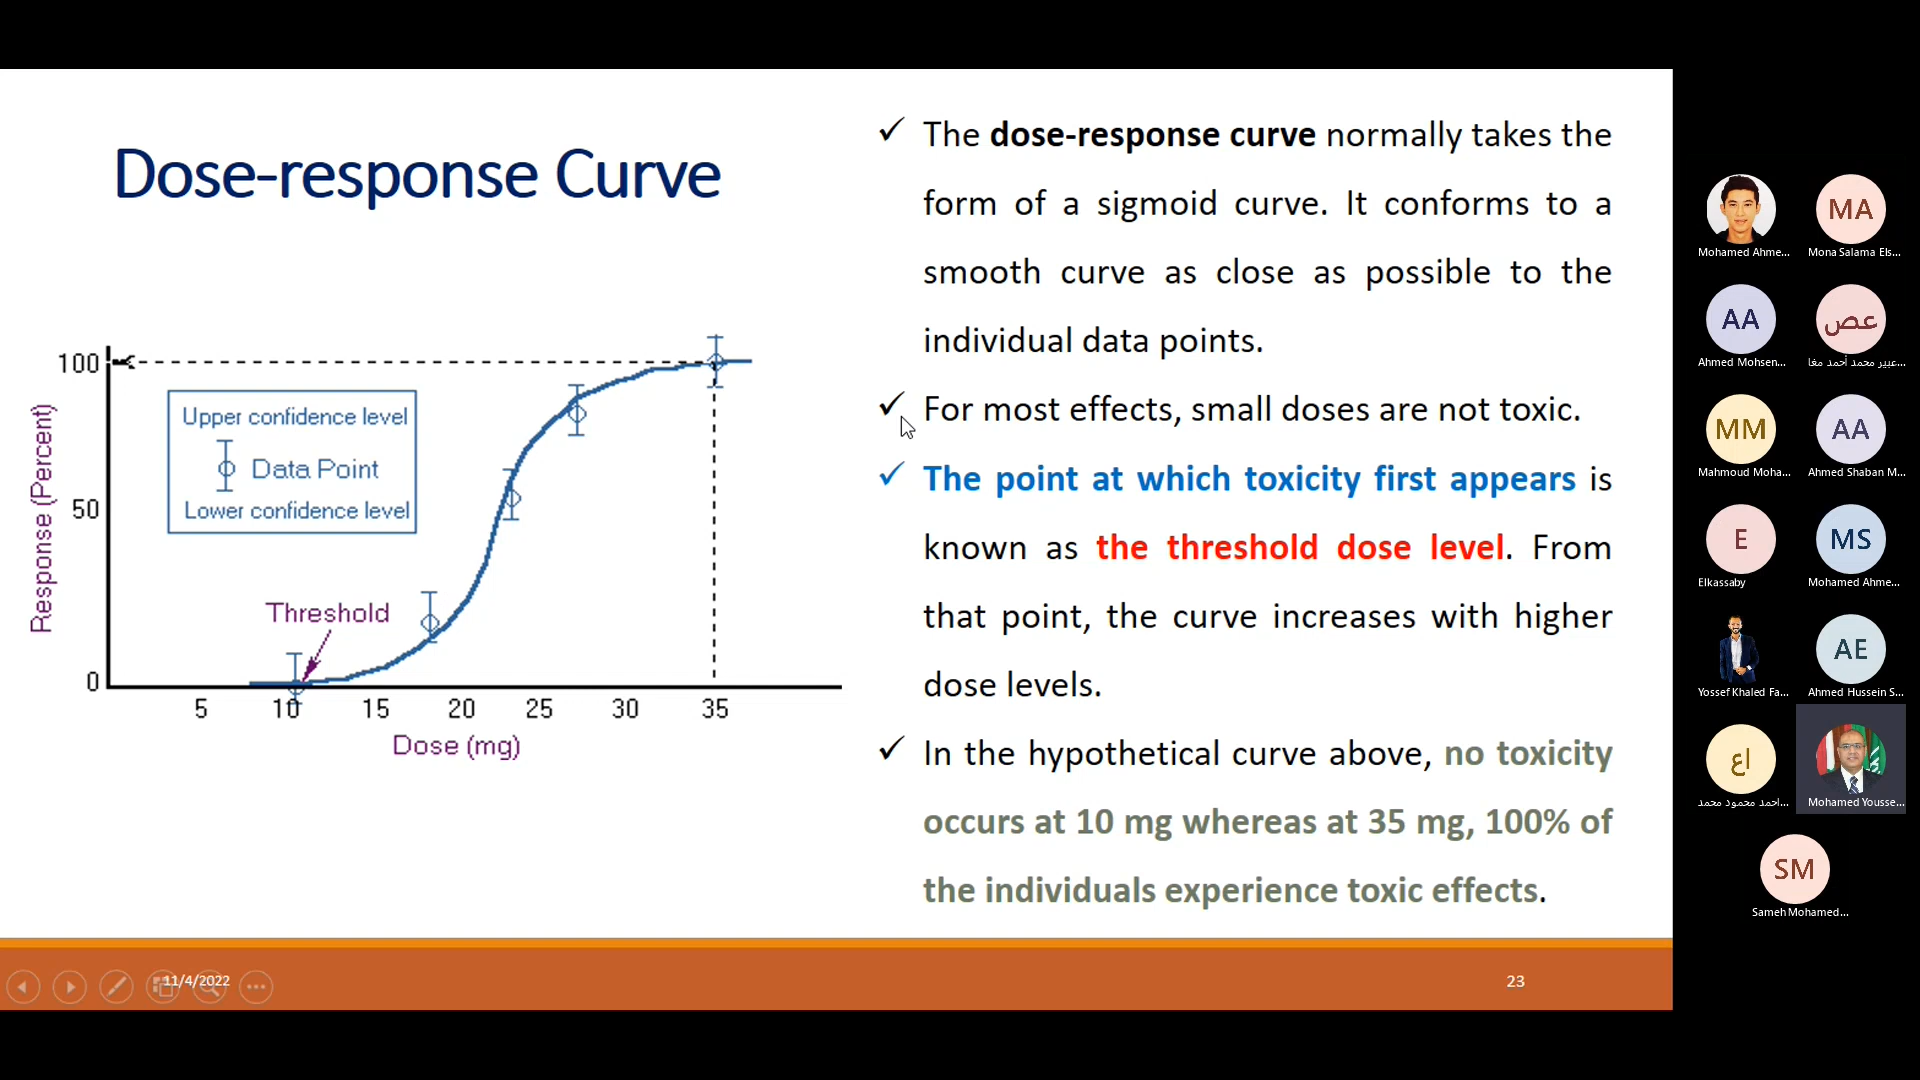 Dose-response Curve
100
50
0
Response (Percent)
Upper confidence level
Data Point
Lower confidence level
Threshold
5 10 15 20 25 30 35
Dose (mg)
✓ The dose-response curve normally takes the
form of a sigmoid curve. It conforms to a
smooth curve as close as possible to the
individual data points.
✓ For most effects, small doses are not toxic.
✓ The point at which toxicity first appears is
known as the threshold dose level. From
that point, the curve increases with higher
dose levels.
✓ In the hypothetical curve above, no toxicity
occurs at 10 mg whereas at 35 mg, 100% of
the individuals experience toxic effects.
11/4/2022
23
MA
Mohamed Ahme...
Mona Salama Els...
AA
عص
Ahmed Mohsen...
عبير محمد أحمد مغا...
MM
AA
Mahmoud Moha...
Ahmed Shaban M...
E
MS
Elkassaby
Mohamed Ahme...
AE
Yossef Khaled Fa...
Ahmed Hussein S...
اع
احمد محمود محمد...
Mohamed Yousse...
SM
Sameh Mohamed...